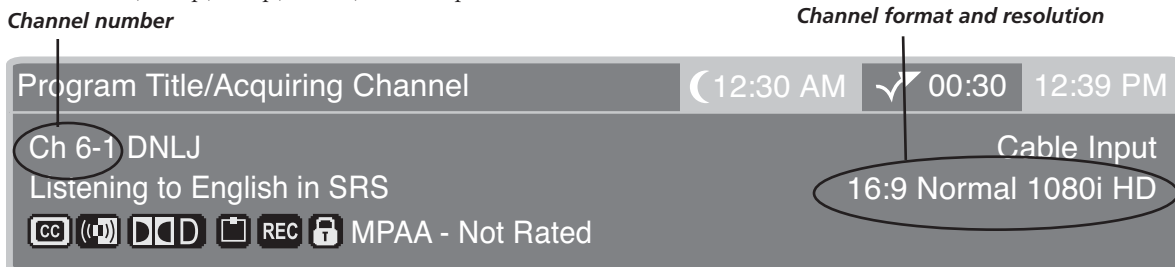 Channel number
Channel format and resolution
Program Title/Acquiring Channel 12:30 AM 00:30 12:39 PM
Ch 6-1 DNLJ Cable Input
Listening to English in SRS 16:9 Normal 1080i HD
CC REC MPAA - Not Rated